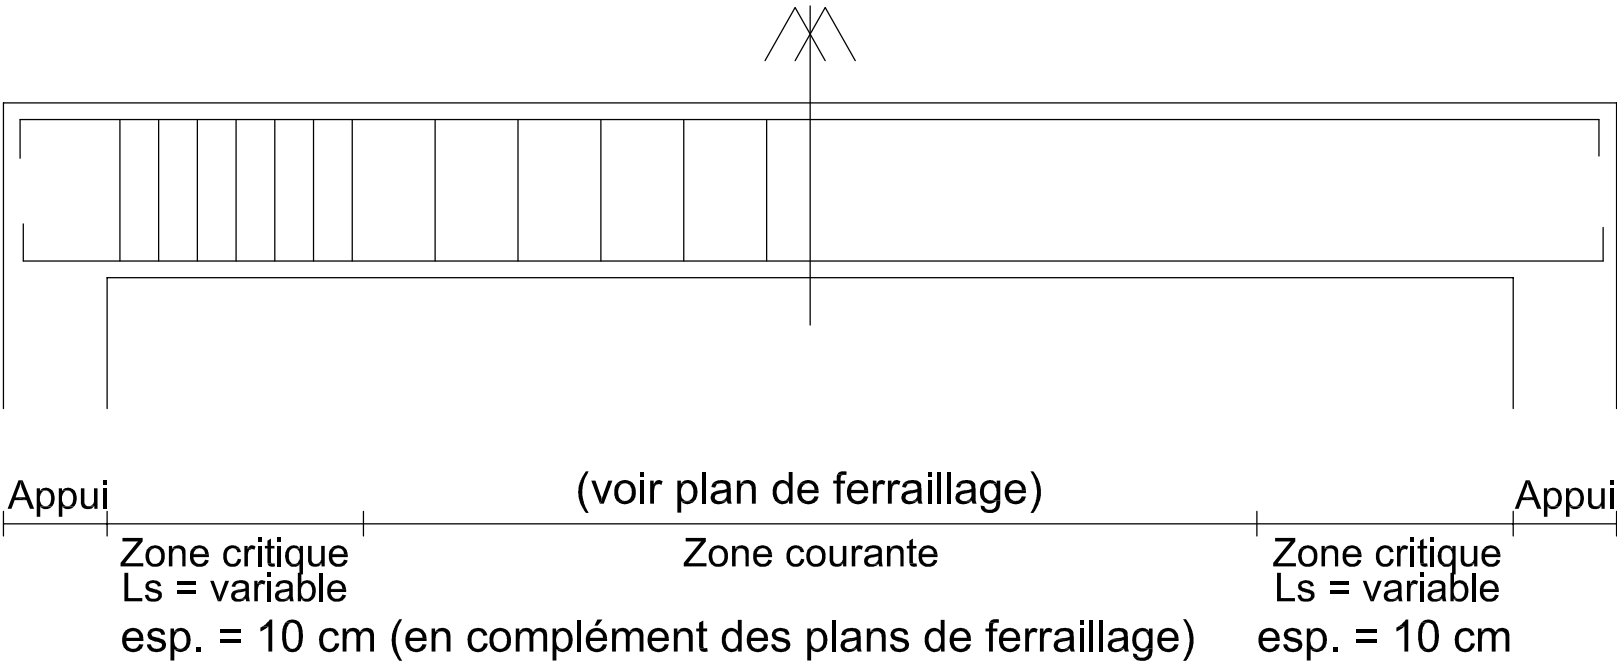 (voir plan de ferraillage)
Appui
Appui
Zone critique
Zone courante
Zone critique
Ls = variable
Ls = variable
esp. = 10 cm (en complément des plans de ferraillage)
esp. = 10 cm